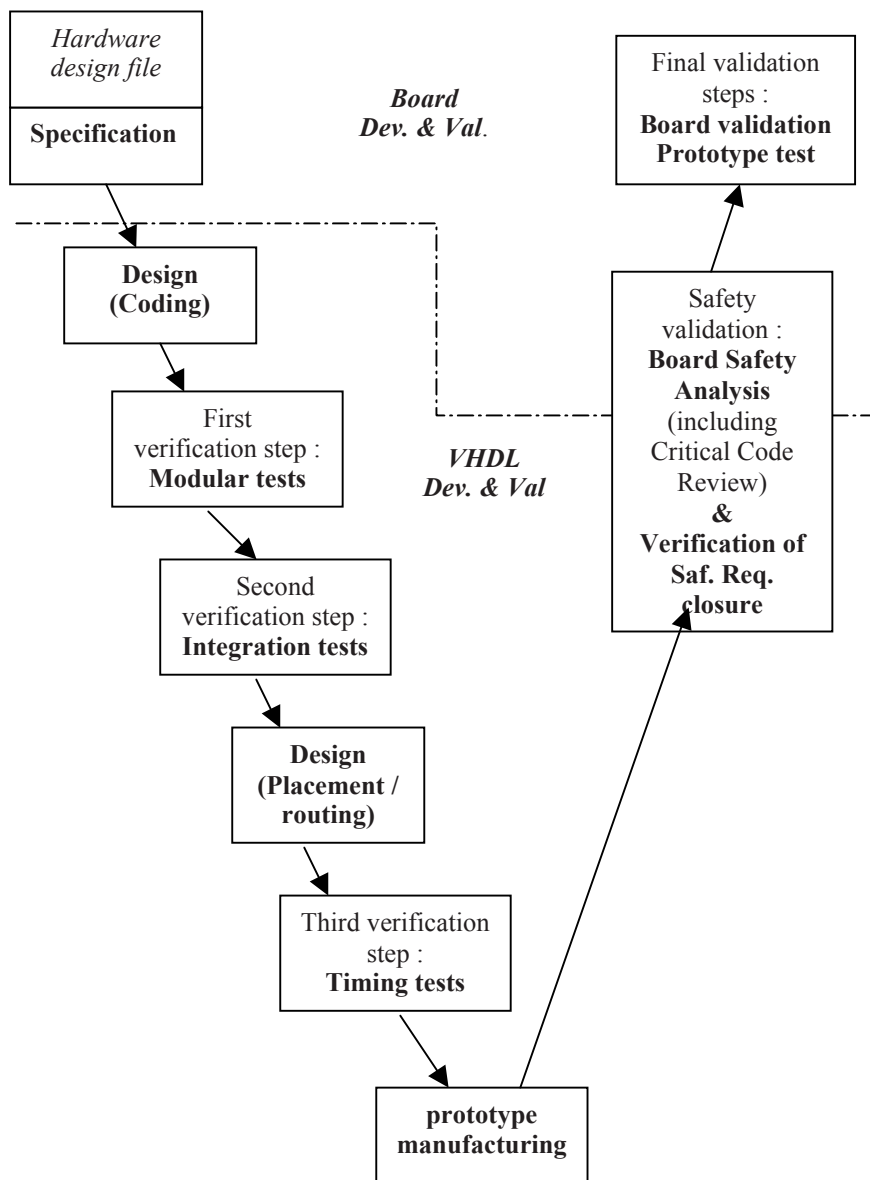 Hardware
design file
Specification
Board
Dev. & Val.
Final validation
steps :
Board validation
Prototype test
Design
(Coding)
First
verification step :
Modular tests
VHDL
Dev. & Val
Safety
validation :
Board Safety
Analysis
(including
Critical Code
Review)
&
Verification of
Saf. Req.
closure
Second
verification step :
Integration tests
Design
(Placement /
routing)
Third verification
step :
Timing tests
prototype
manufacturing